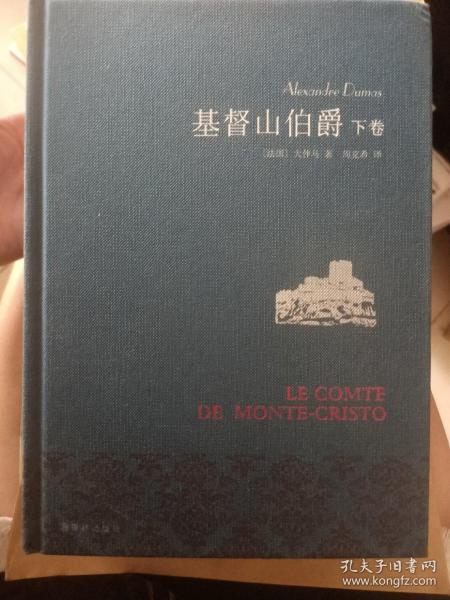 Alexandre Dumas
基督山伯爵 下卷
〔法国〕大仲马 著 周克希 译
LE COMTE
DE MONTE-CRISTO
孔夫子旧书网
www.kongfz.com